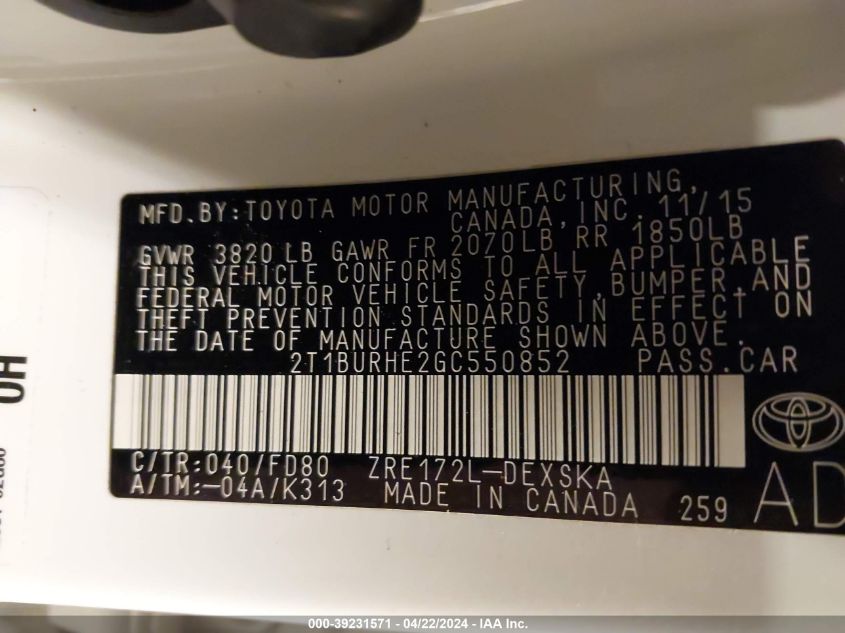 MFD.BY:TOYOTA MOTOR MANUFACTURING,
CANADA,INC. 11/15
GVWR 3820 LB GAWR FR 2070LB RR 1850LB
THIS VEHICLE CONFORMS TO ALL APPLICABLE
FEDERAL MOTOR VEHICLE SAFETY,BUMPER,AND
THEFT PREVENTION STANDARDS IN EFFECT ON
THE DATE OF MANUFACTURE SHOWN ABOVE.
2T1BURHE2GC550852 PASS.CAR
C/TR:040/FD80 ZRE172L-DEXSKA
A/TM:-04A/K313 MADE IN CANADA 259 AD
OH
000-39231571 - 04/22/2024 - IAA Inc.